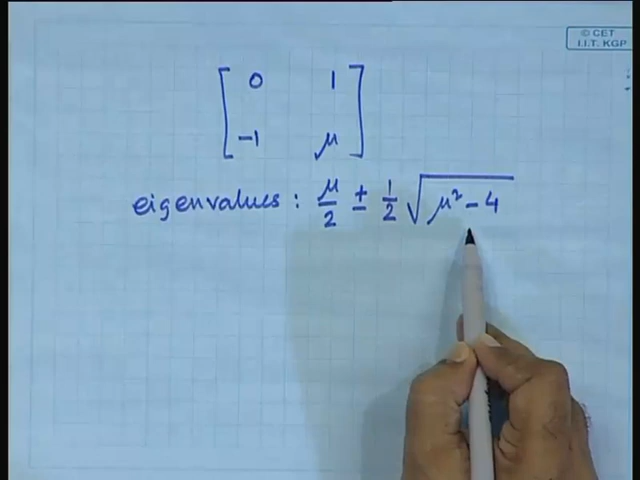 © CET
I.I.T. KGP
0 1
-1 μ
eigenvalues: μ/2 ± 1/2 √(μ² - 4)